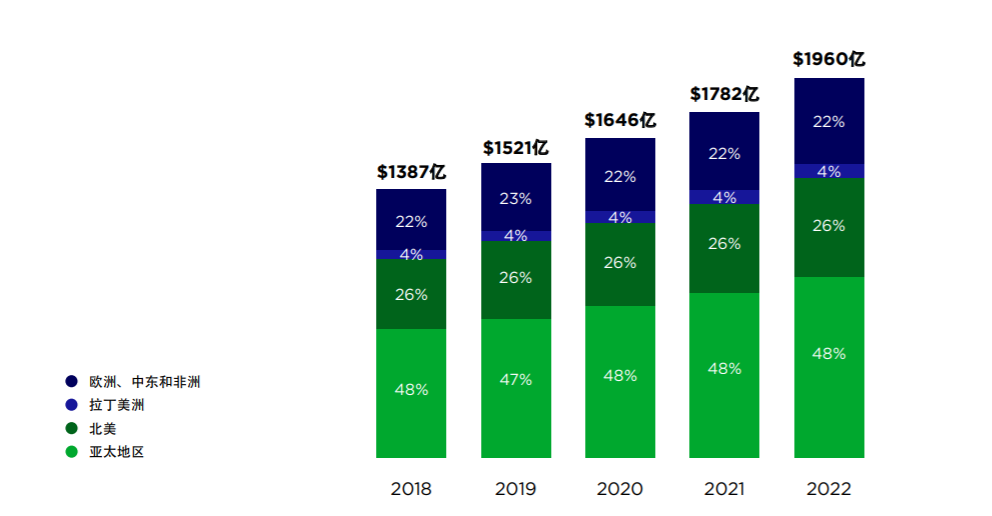 $1960亿
$1782亿
$1646亿
$1521亿
$1387亿
22% 23% 22% 22% 22%
4% 4% 4% 4% 4%
26% 26% 26% 26% 26%
48% 47% 48% 48% 48%
欧洲、中东和非洲
拉丁美洲
北美
亚太地区
2018 2019 2020 2021 2022